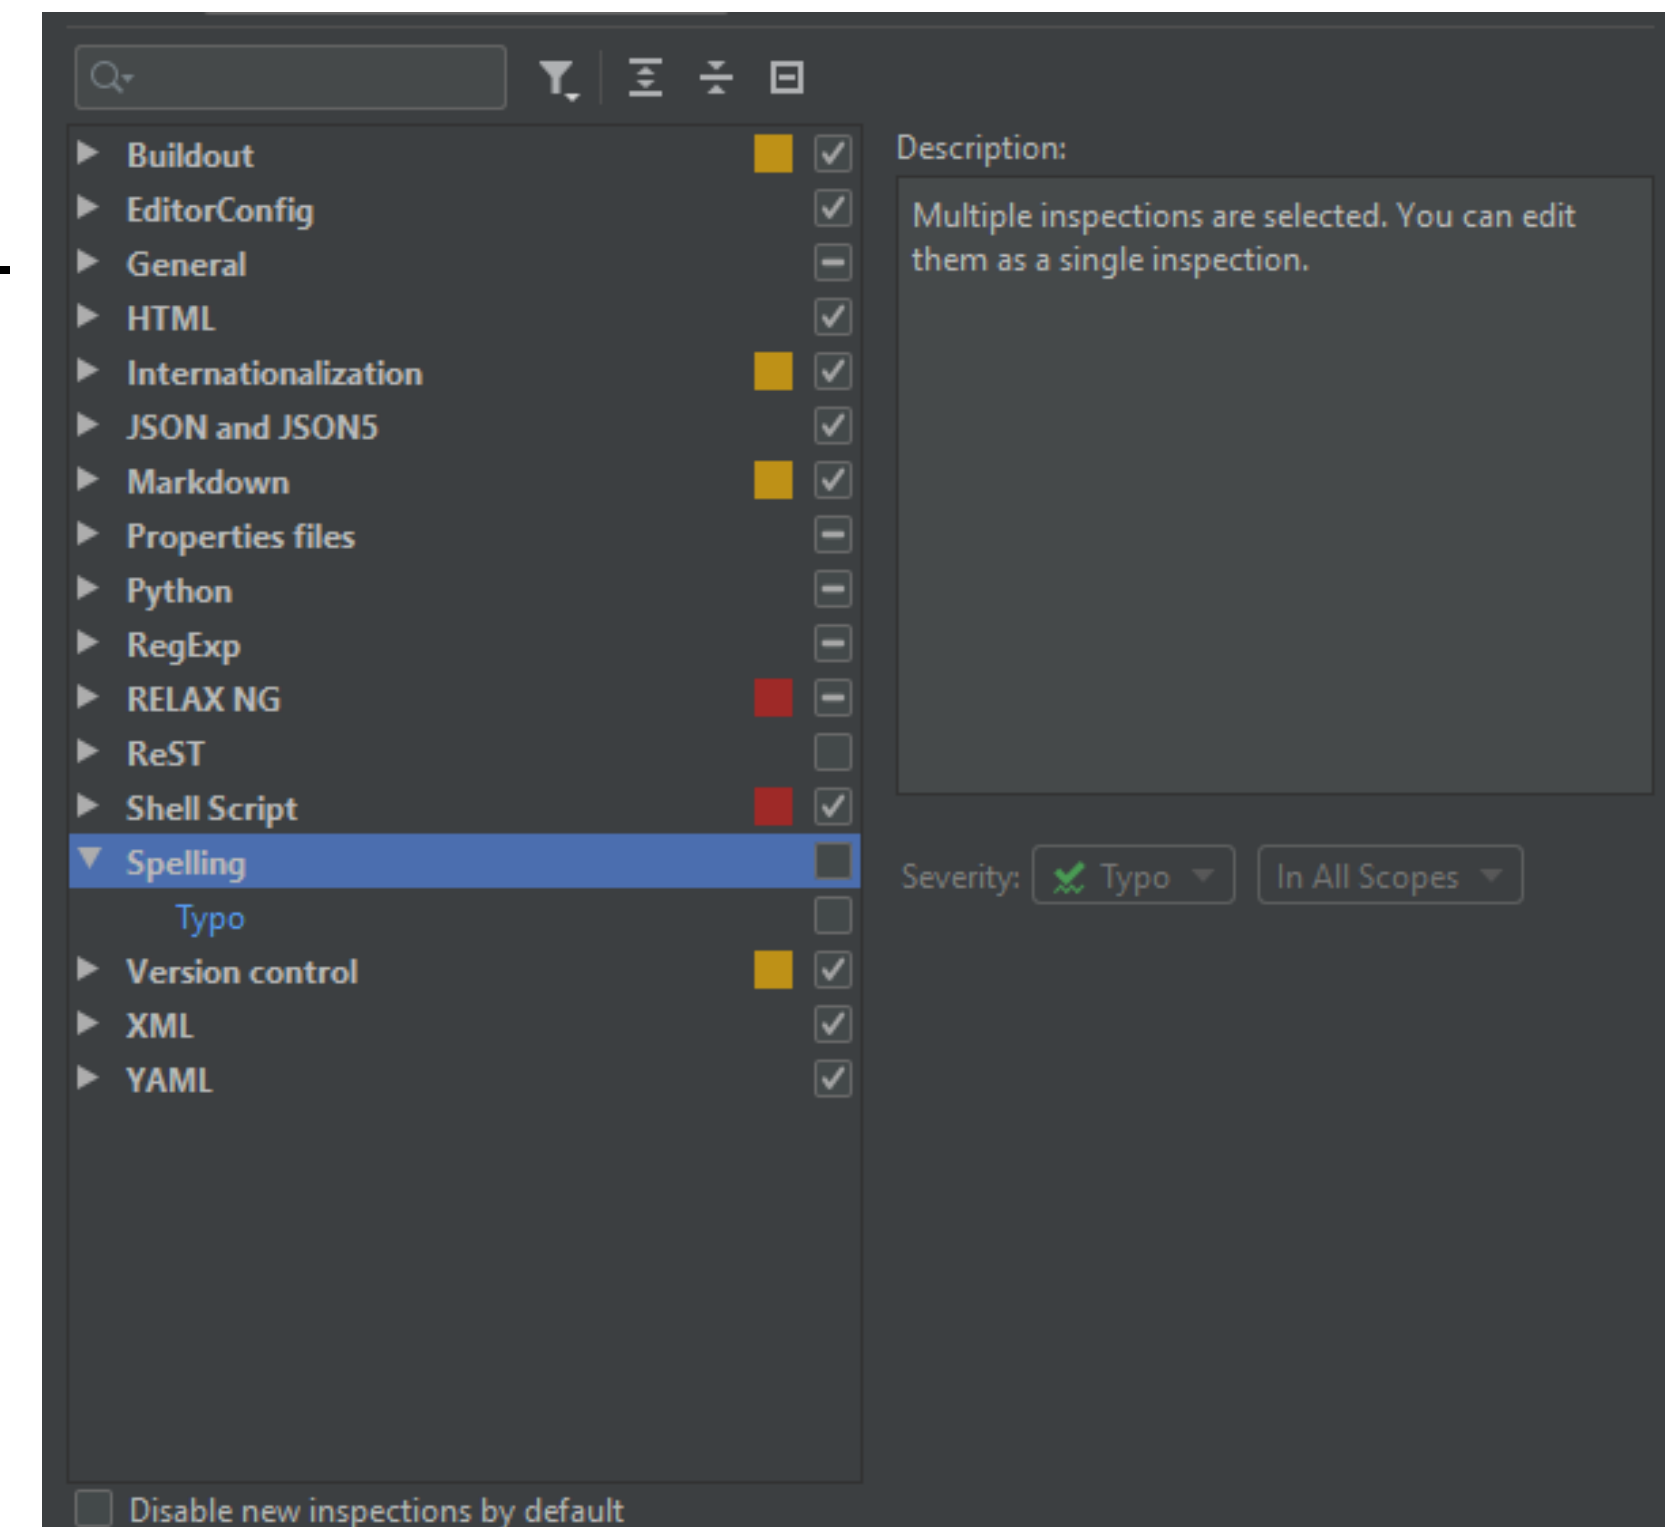 Buildout
EditorConfig
General
HTML
Internationalization
JSON and JSON5
Markdown
Properties files
Python
RegExp
RELAX NG
ReST
Shell Script
Spelling
Typo
Version control
XML
YAML
Disable new inspections by default
Description:
Multiple inspections are selected. You can edit
them as a single inspection.
Severity: Typo In All Scopes